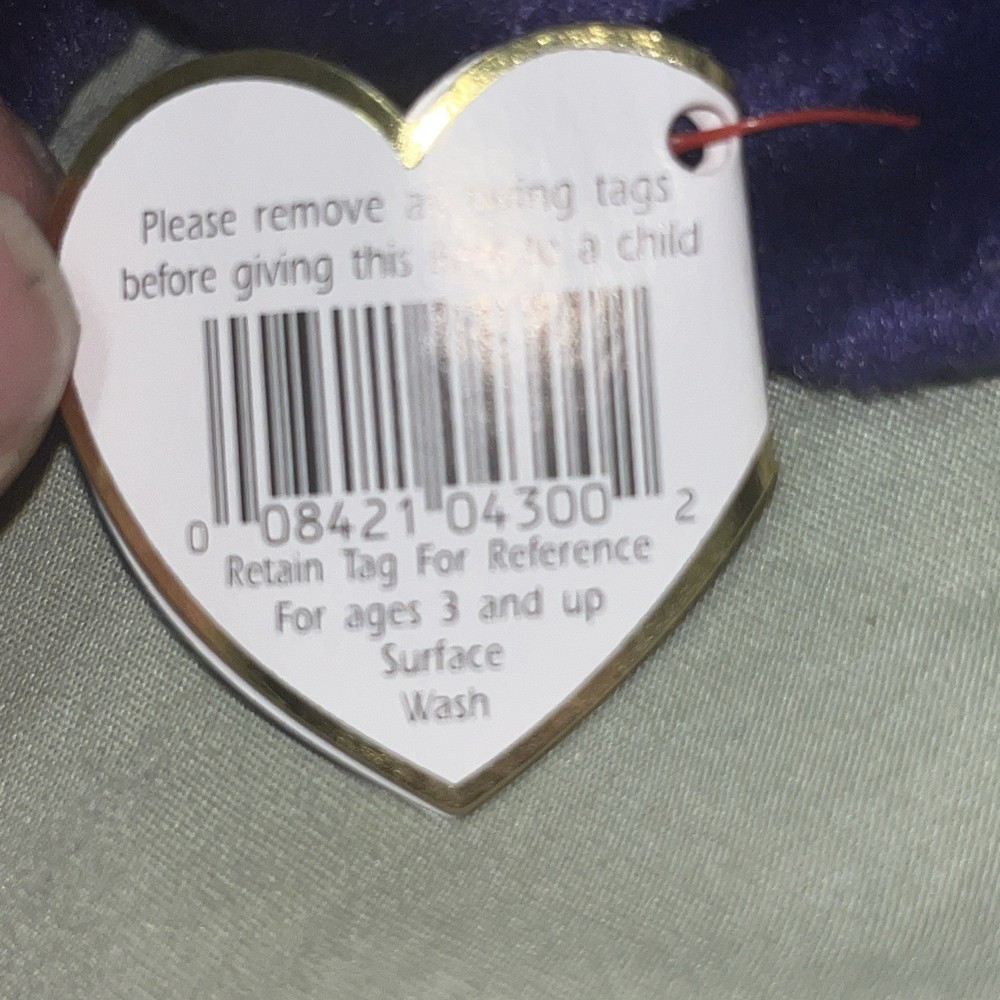 Please remove tags
before giving this to a child
0 08421 04300 2
Retain Tag For Reference
For ages 3 and up
Surface
Wash